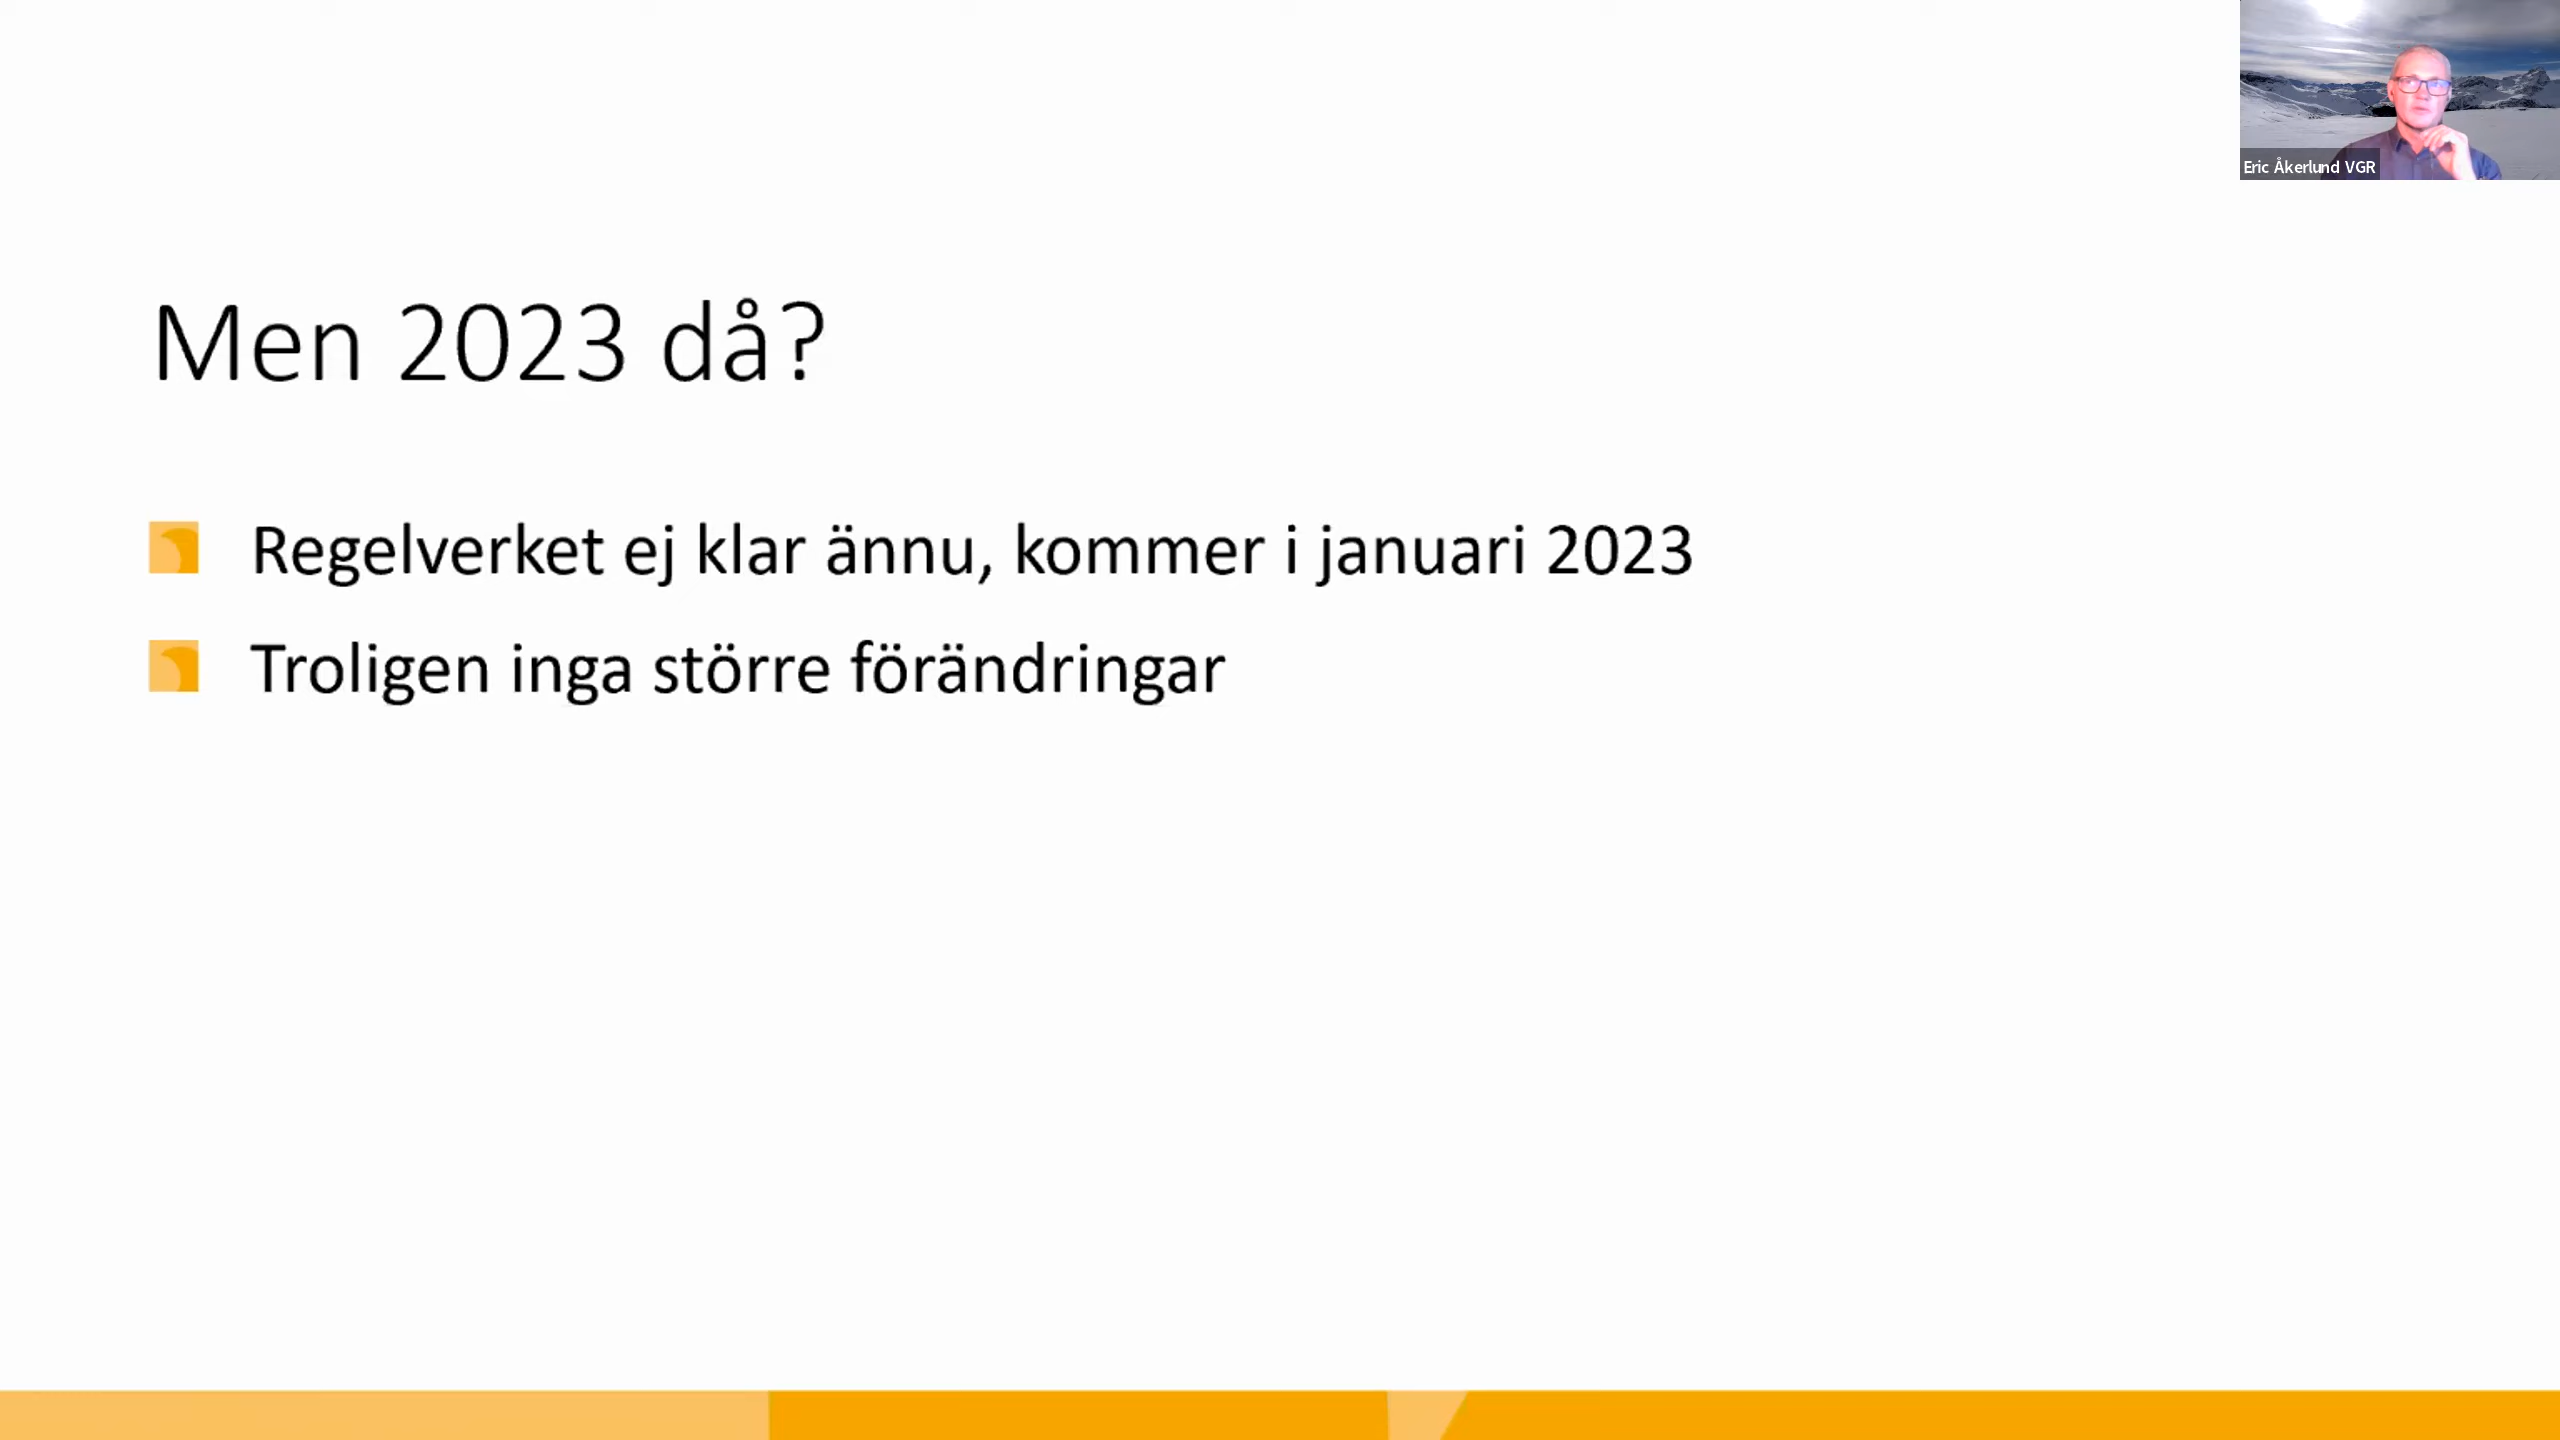 Eric Åkerlund VGR
Men 2023 då?
Regelverket ej klar ännu, kommer i januari 2023
Troligen inga större förändringar